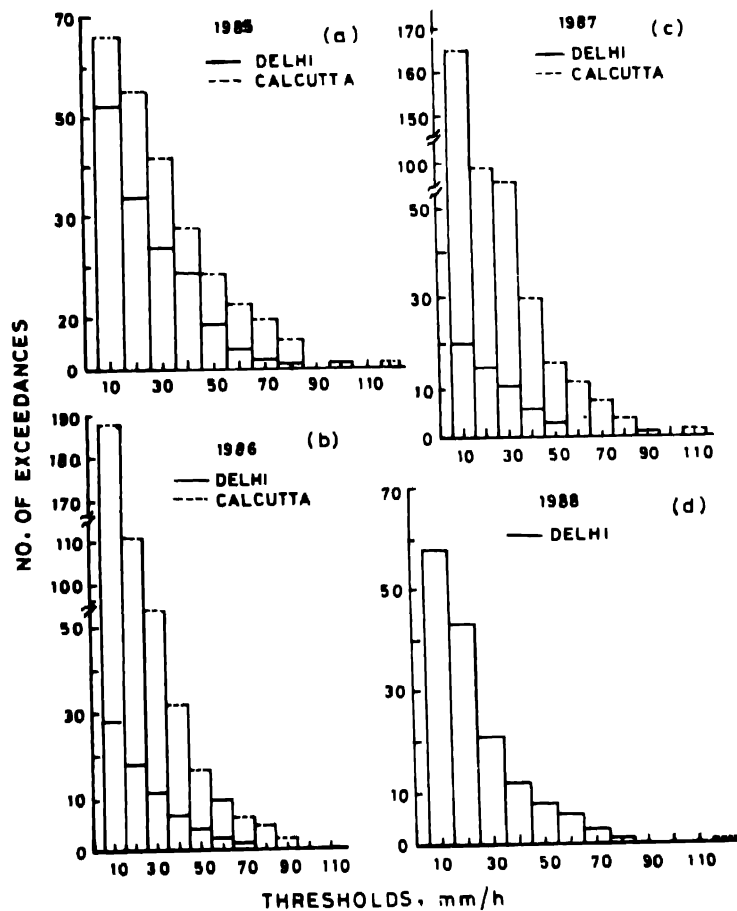 NO. OF EXCEEDANCES
1985 (a)
DELHI
CALCUTTA
70
50
30
20
10
0
10 30 50 70 90 110
1987 (c)
DELHI
CALCUTTA
170
160
150
100
50
30
10
0
10 30 50 70 90 110
1986 (b)
DELHI
CALCUTTA
190
180
170
110
100
50
30
10
0
10 30 50 70 90 110
1988 (d)
DELHI
70
50
30
10
0
10 30 50 70 90 110
THRESHOLDS, mm/h